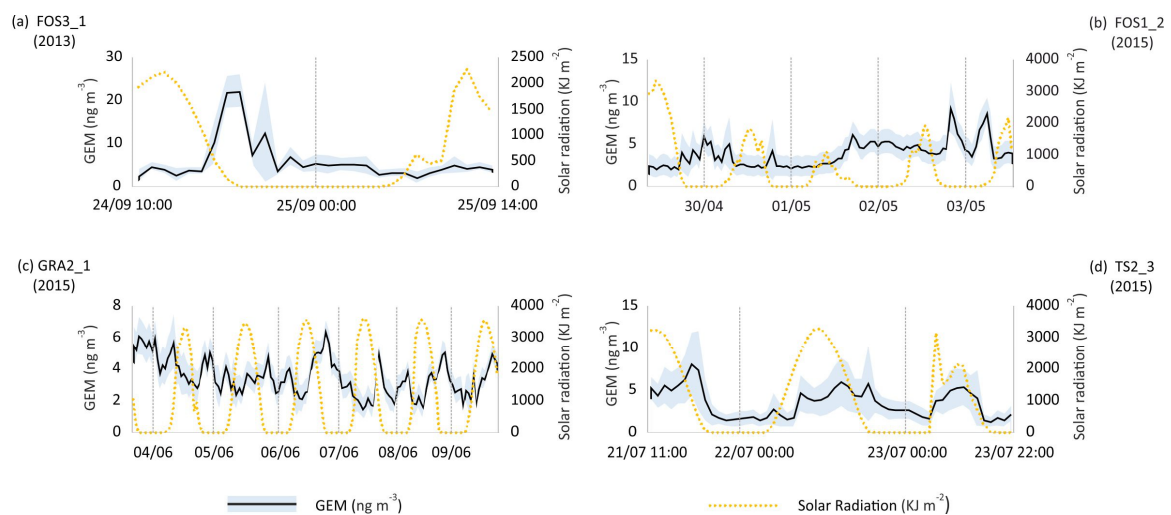 (a) FOS3_1
(2013)
30
20
10
0
GEM (ng m⁻³)
2500
2000
1500
1000
500
0
Solar radiation (KJ m⁻²)
24/09 10:00 25/09 00:00 25/09 14:00
(b) FOS1_2
(2015)
15
10
5
0
GEM (ng m⁻³)
4000
3000
2000
1000
0
Solar radiation (KJ m⁻²)
30/04 01/05 02/05 03/05
(c) GRA2_1
(2015)
8
6
4
2
0
GEM (ng m⁻³)
4000
3000
2000
1000
0
Solar radiation (KJ m⁻²)
04/06 05/06 06/06 07/06 08/06 09/06
(d) TS2_3
(2015)
15
10
5
0
GEM (ng m⁻³)
4000
3000
2000
1000
0
Solar radiation (KJ m⁻²)
21/07 11:00 22/07 00:00 23/07 00:00 23/07 22:00
GEM (ng m⁻³) Solar Radiation (KJ m⁻²)